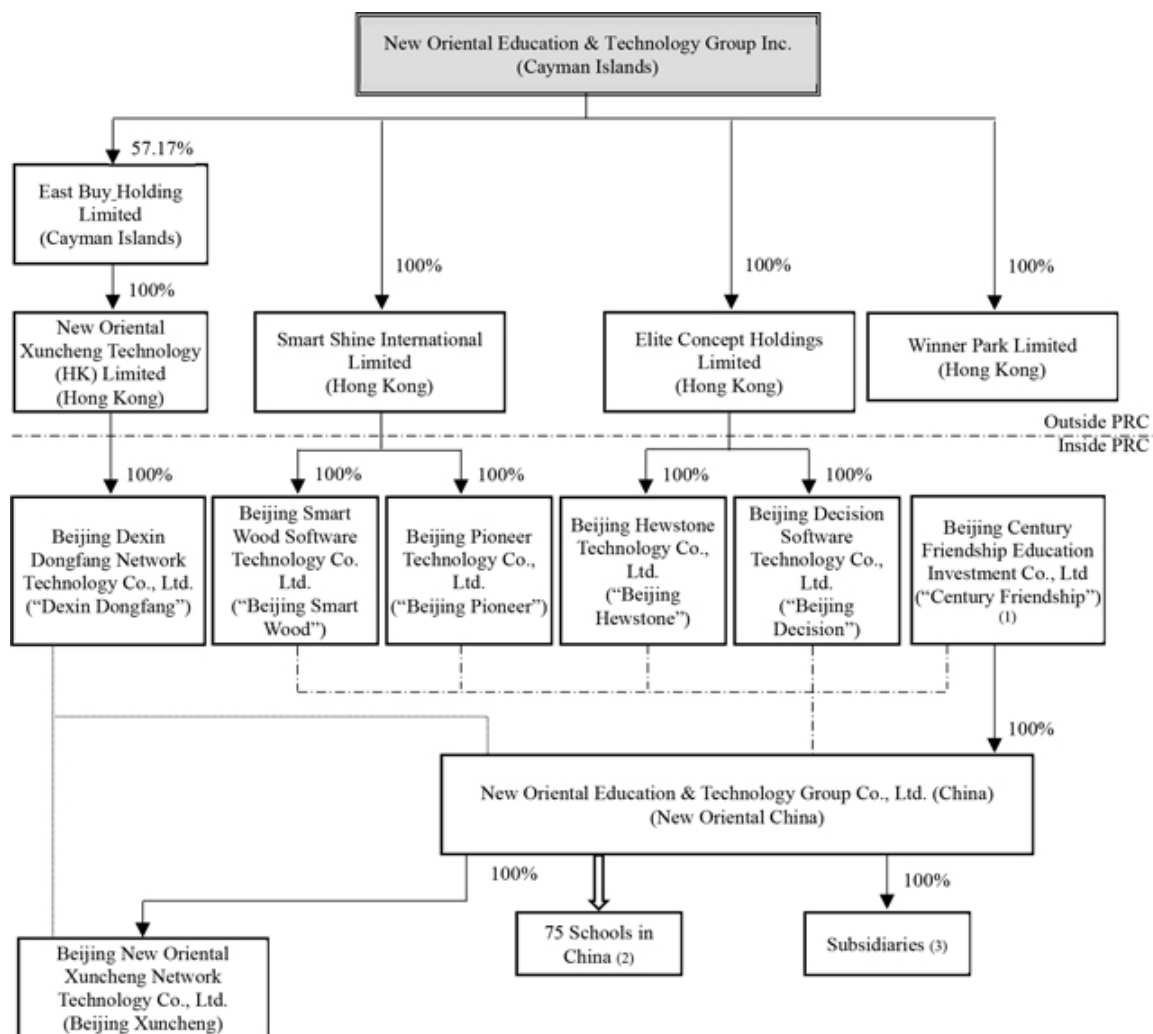 New Oriental Education & Technology Group Inc.
(Cayman Islands)
57.17%
East Buy Holding
Limited
(Cayman Islands)
100%
100%
100%
100%
New Oriental
Xuncheng Technology
(HK) Limited
(Hong Kong)
Smart Shine International
Limited
(Hong Kong)
Elite Concept Holdings
Limited
(Hong Kong)
Winner Park Limited
(Hong Kong)
Outside PRC
Inside PRC
100%
100%
100%
100%
100%
Beijing Dexin
Dongfang Network
Technology Co., Ltd.
(“Dexin Dongfang”)
Beijing Smart
Wood Software
Technology Co.
Ltd.
(“Beijing Smart
Wood”)
Beijing Pioneer
Technology Co.,
Ltd.
(“Beijing Pioneer”)
Beijing Hewstone
Technology Co.,
Ltd.
(“Beijing
Hewstone”)
Beijing Decision
Software
Technology Co.,
Ltd.
(“Beijing
Decision”)
Beijing Century
Friendship Education
Investment Co., Ltd
(“Century Friendship”)
(1)
100%
New Oriental Education & Technology Group Co., Ltd. (China)
(New Oriental China)
100%
100%
Beijing New Oriental
Xuncheng Network
Technology Co., Ltd.
(Beijing Xuncheng)
75 Schools in
China (2)
Subsidiaries (3)